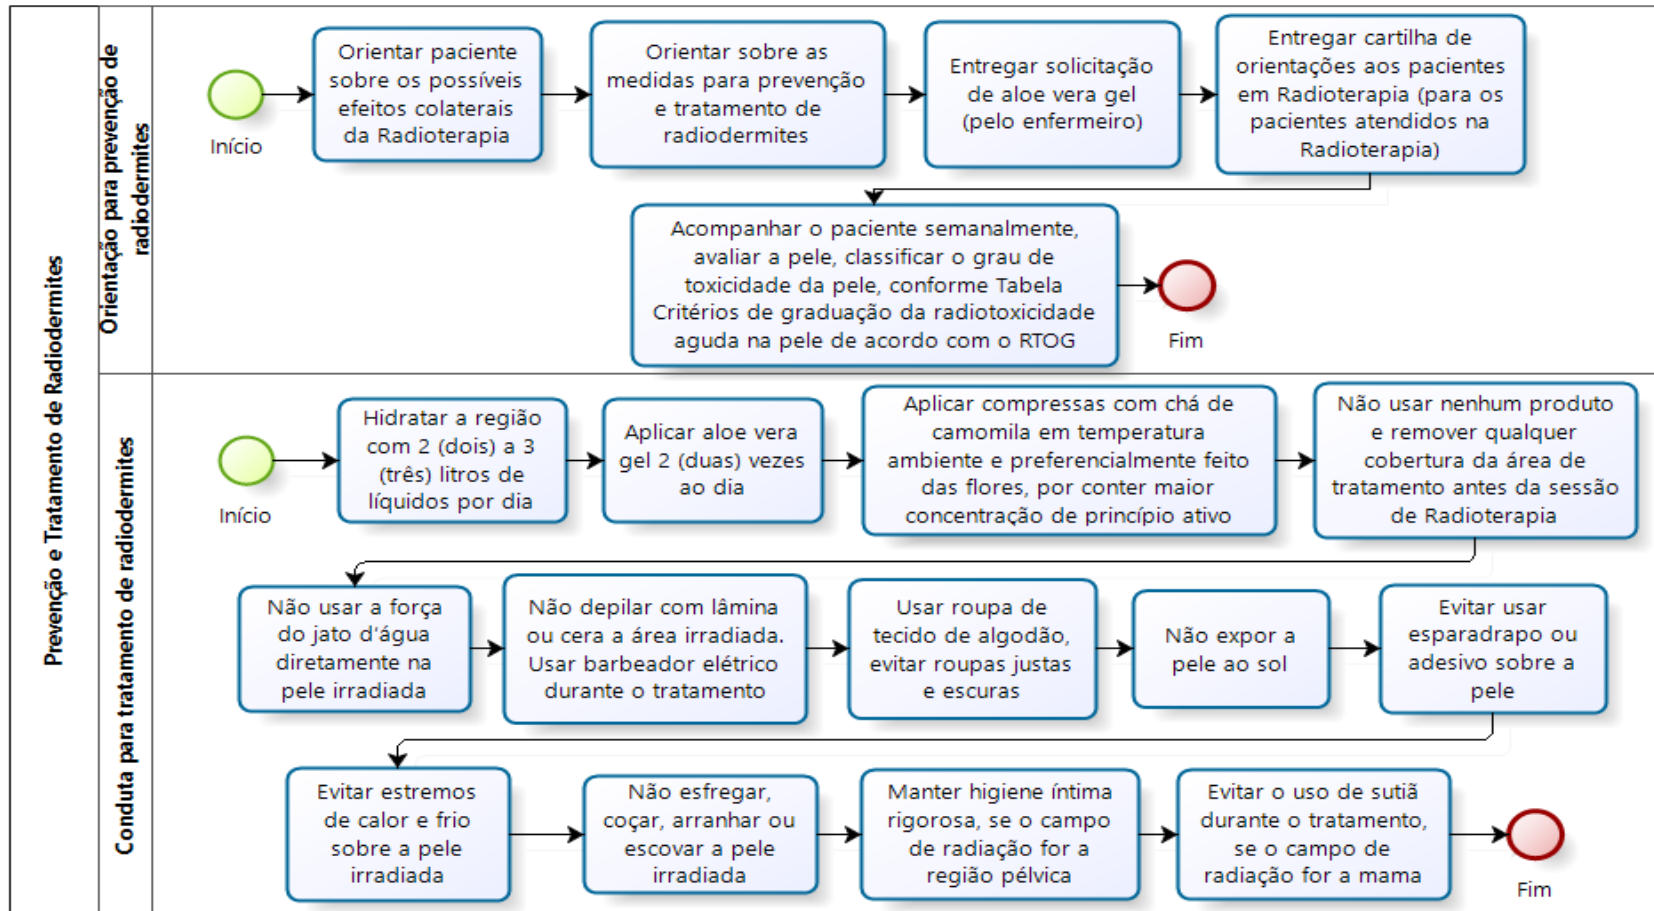 Prevenção e Tratamento de Radiodermites
Orientação para prevenção de
radiodermites
Início
Orientar paciente
sobre os possíveis
efeitos colaterais
da Radioterapia
Orientar sobre as
medidas para prevenção
e tratamento de
radiodermites
Entregar solicitação
de aloe vera gel
(pelo enfermeiro)
Entregar cartilha de
orientações aos pacientes
em Radioterapia (para os
pacientes atendidos na
Radioterapia)
Acompanhar o paciente semanalmente,
avaliar a pele, classificar o grau de
toxicidade da pele, conforme Tabela
Critérios de graduação da radiotoxicidade
aguda na pele de acordo com o RTOG
Fim
Conduta para tratamento de radiodermites
Início
Hidratar a região
com 2 (dois) a 3
(três) litros de
líquidos por dia
Aplicar aloe vera
gel 2 (duas) vezes
ao dia
Aplicar compressas com chá de
camomila em temperatura
ambiente e preferencialmente feito
das flores, por conter maior
concentração de princípio ativo
Não usar nenhum produto
e remover qualquer
cobertura da área de
tratamento antes da sessão
de Radioterapia
Não usar a força
do jato d'água
diretamente na
pele irradiada
Não depilar com lâmina
ou cera a área irradiada.
Usar barbeador elétrico
durante o tratamento
Usar roupa de
tecido de algodão,
evitar roupas justas
e escuras
Não expor a
pele ao sol
Evitar usar
esparadrapo ou
adesivo sobre a
pele
Evitar estremos
de calor e frio
sobre a pele
irradiada
Não esfregar,
coçar, arranhar ou
escovar a pele
irradiada
Manter higiene íntima
rigorosa, se o campo
de radiação for a
região pélvica
Evitar o uso de sutiã
durante o tratamento,
se o campo de
radiação for a mama
Fim